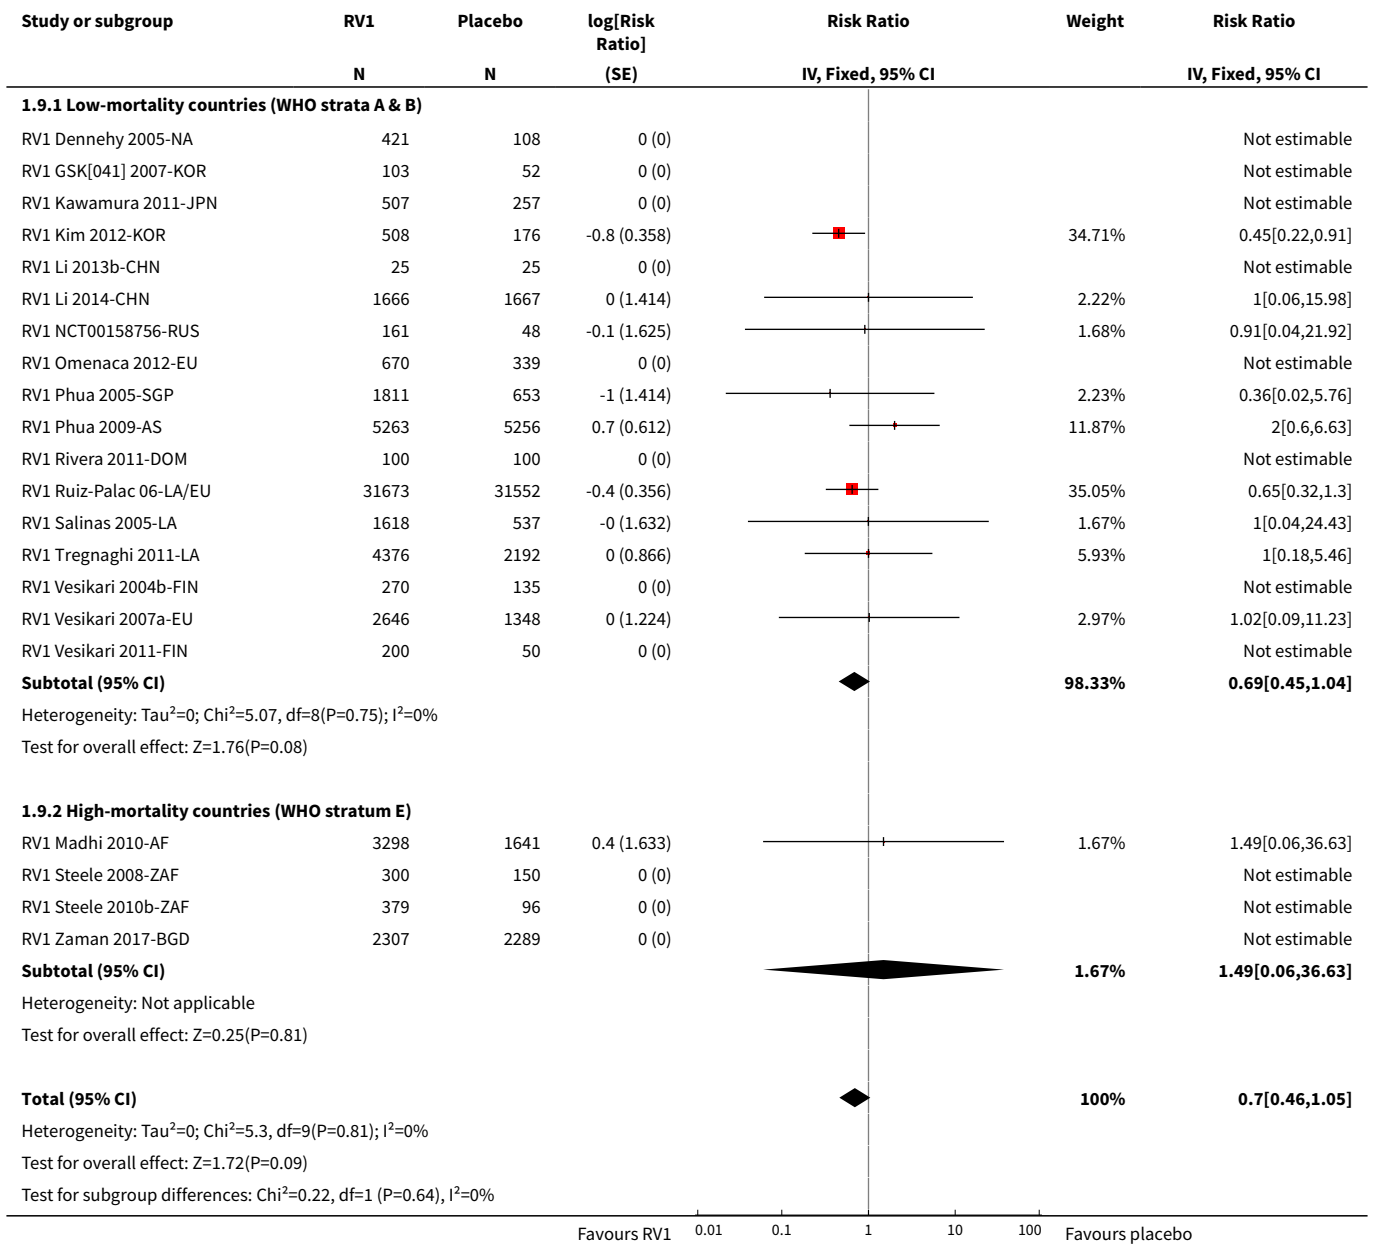 Study or subgroup RV1 Placebo log[Risk Ratio] Risk Ratio Weight Risk Ratio
N N (SE) IV, Fixed, 95% CI IV, Fixed, 95% CI
1.9.1 Low-mortality countries (WHO strata A & B)
RV1 Dennehy 2005-NA 421 108 0 (0) Not estimable
RV1 GSK[041] 2007-KOR 103 52 0 (0) Not estimable
RV1 Kawamura 2011-JPN 507 257 0 (0) Not estimable
RV1 Kim 2012-KOR 508 176 -0.8 (0.358) 34.71% 0.45[0.22,0.91]
RV1 Li 2013b-CHN 25 25 0 (0) Not estimable
RV1 Li 2014-CHN 1666 1667 0 (1.414) 2.22% 1[0.06,15.98]
RV1 NCT00158756-RUS 161 48 -0.1 (1.625) 1.68% 0.91[0.04,21.92]
RV1 Omenaca 2012-EU 670 339 0 (0) Not estimable
RV1 Phua 2005-SGP 1811 653 -1 (1.414) 2.23% 0.36[0.02,5.76]
RV1 Phua 2009-AS 5263 5256 0.7 (0.612) 11.87% 2[0.6,6.63]
RV1 Rivera 2011-DOM 100 100 0 (0) Not estimable
RV1 Ruiz-Palac 06-LA/EU 31673 31552 -0.4 (0.356) 35.05% 0.65[0.32,1.3]
RV1 Salinas 2005-LA 1618 537 -0 (1.632) 1.67% 1[0.04,24.43]
RV1 Tregnaghi 2011-LA 4376 2192 0 (0.866) 5.93% 1[0.18,5.46]
RV1 Vesikari 2004b-FIN 270 135 0 (0) Not estimable
RV1 Vesikari 2007a-EU 2646 1348 0 (1.224) 2.97% 1.02[0.09,11.23]
RV1 Vesikari 2011-FIN 200 50 0 (0) Not estimable
Subtotal (95% CI) 98.33% 0.69[0.45,1.04]
Heterogeneity: Tau²=0; Chi²=5.07, df=8(P=0.75); I²=0%
Test for overall effect: Z=1.76(P=0.08)
1.9.2 High-mortality countries (WHO stratum E)
RV1 Madhi 2010-AF 3298 1641 0.4 (1.633) 1.67% 1.49[0.06,36.63]
RV1 Steele 2008-ZAF 300 150 0 (0) Not estimable
RV1 Steele 2010b-ZAF 379 96 0 (0) Not estimable
RV1 Zaman 2017-BGD 2307 2289 0 (0) Not estimable
Subtotal (95% CI) 1.67% 1.49[0.06,36.63]
Heterogeneity: Not applicable
Test for overall effect: Z=0.25(P=0.81)
Total (95% CI) 100% 0.7[0.46,1.05]
Heterogeneity: Tau²=0; Chi²=5.3, df=9(P=0.81); I²=0%
Test for overall effect: Z=1.72(P=0.09)
Test for subgroup differences: Chi²=0.22, df=1 (P=0.64), I²=0%
Favours RV1 0.01 0.1 1 10 100 Favours placebo